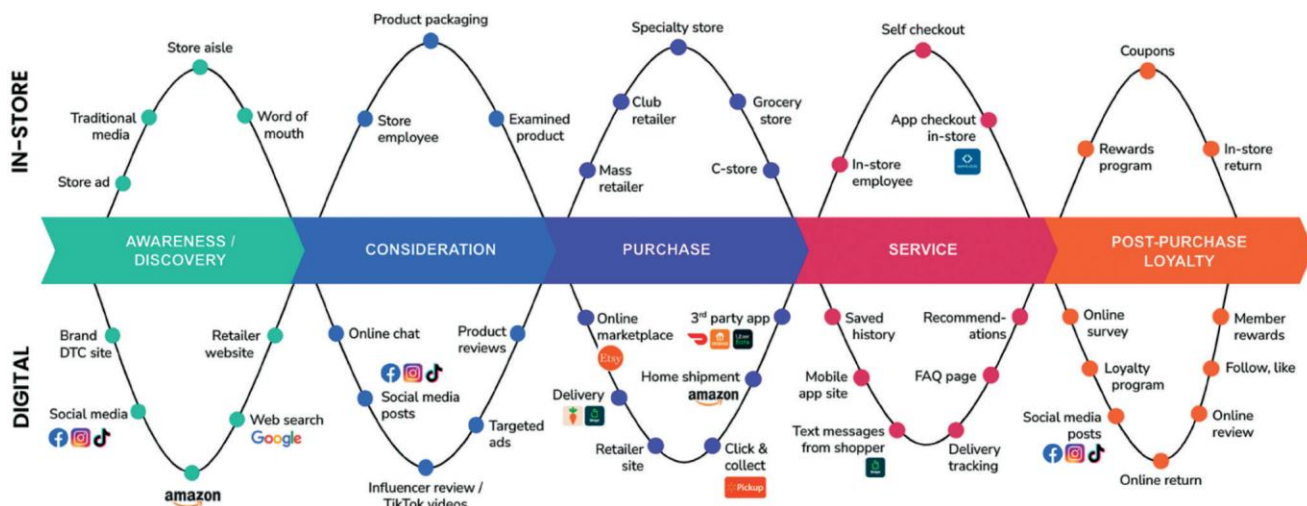 IN-STORE
Store aisle
Traditional
media
Word of
mouth
Store ad
Product packaging
Store
employee
Examined
product
Specialty store
Club
retailer
Grocery
store
Mass
retailer
C-store
Self checkout
App checkout
in-store
In-store
employee
Coupons
Rewards
program
In-store
return
AWARENESS /
DISCOVERY
CONSIDERATION
PURCHASE
SERVICE
POST-PURCHASE
LOYALTY
DIGITAL
Brand
DTC site
Retailer
website
Social media
Web search
Google
amazon
Online chat
Product
reviews
Social media
posts
Targeted
ads
Influencer review /
TikTok videos
Online
marketplace
Etsy
3rd party app
Delivery
Home shipment
amazon
Retailer
site
Click &
collect
Pickup
Saved
history
Recommend-
ations
Mobile
app site
FAQ page
Text messages
from shopper
Delivery
tracking
Online
survey
Member
rewards
Loyalty
program
Follow, like
Social media
posts
Online
review
Online return